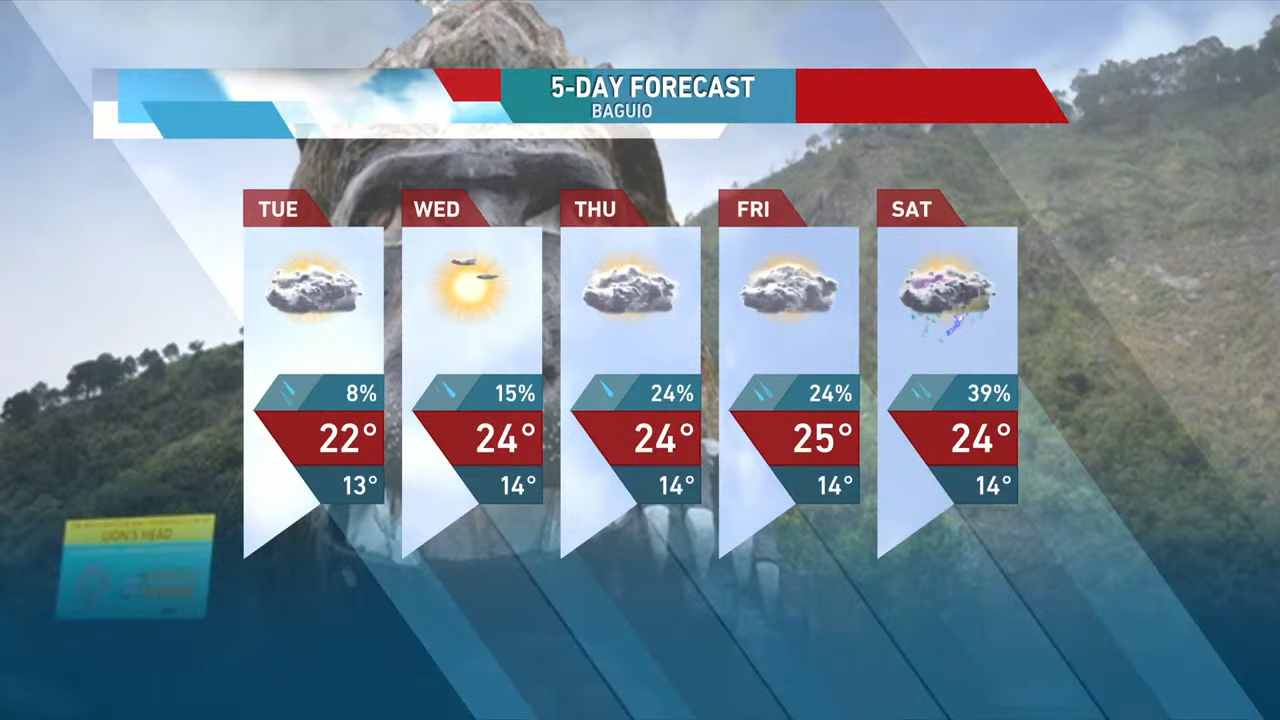 5-DAY FORECAST
BAGUIO
TUE
WED
THU
FRI
SAT
8%
15%
24%
24%
39%
22°
24°
24°
25°
24°
13°
14°
14°
14°
14°
LION'S HEAD